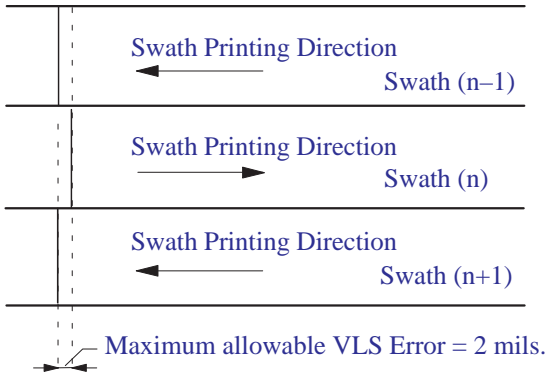 Swath Printing Direction
Swath (n–1)
Swath Printing Direction
Swath (n)
Swath Printing Direction
Swath (n+1)
Maximum allowable VLS Error = 2 mils.